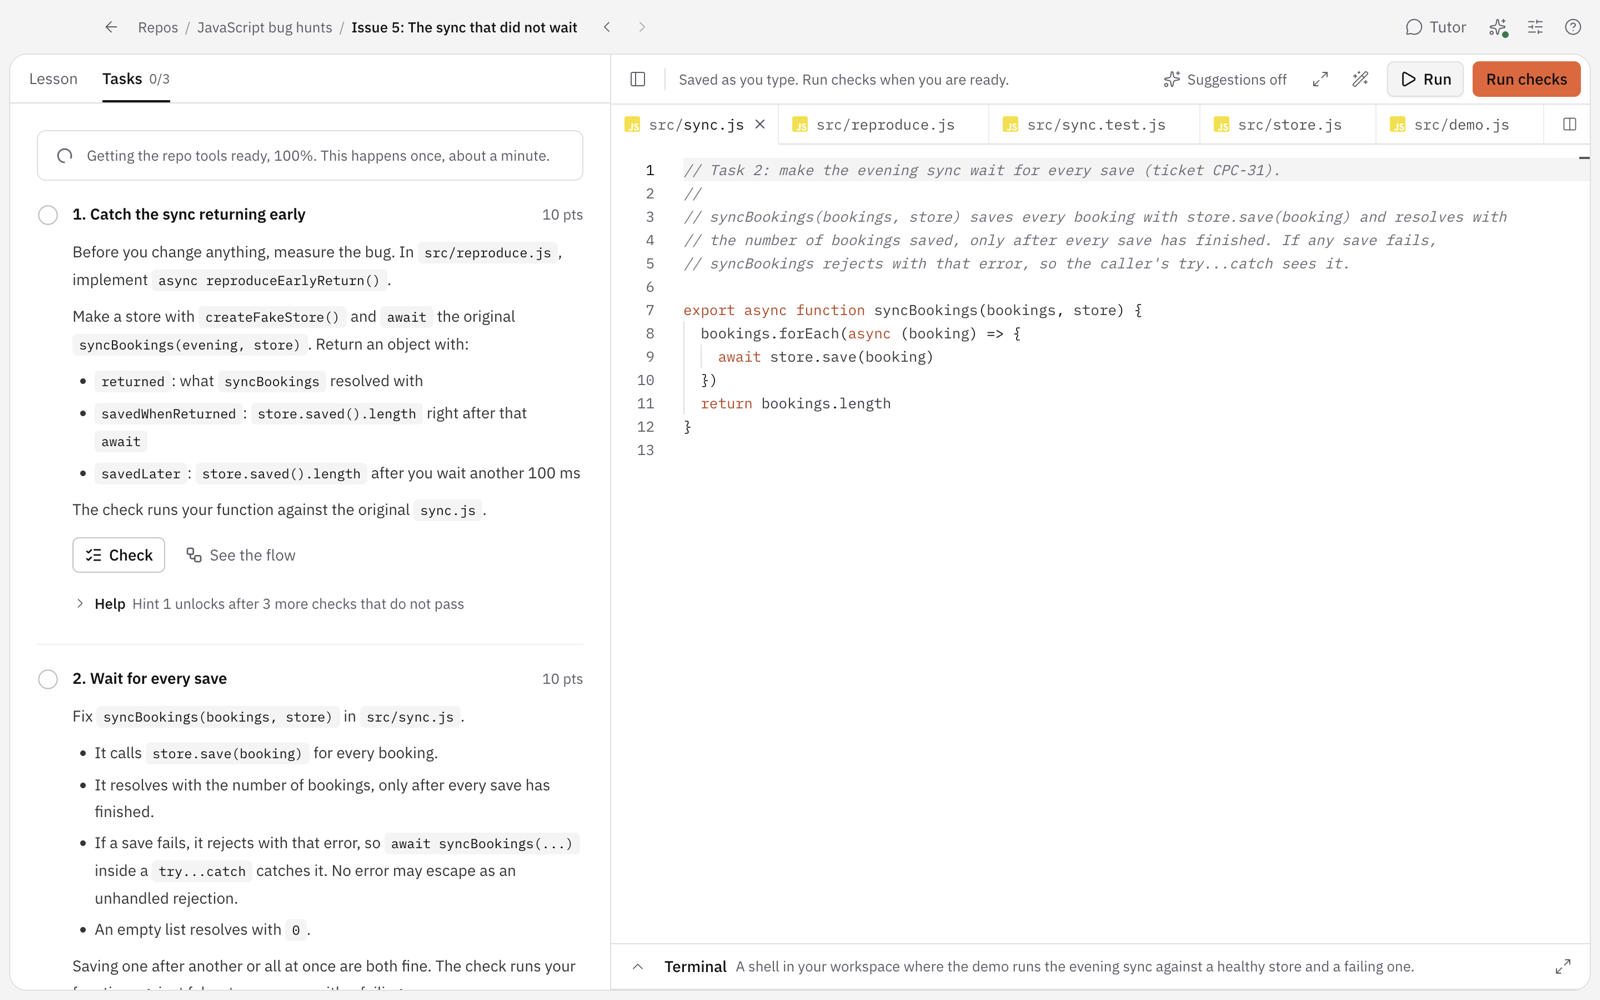 Repos / JavaScript bug hunts / Issue 5: The sync that did not wait
Tutor
Lesson
Tasks 0/3
Getting the repo tools ready, 100%. This happens once, about a minute.
1. Catch the sync returning early 10 pts
Before you change anything, measure the bug. In src/reproduce.js,
implement async reproduceEarlyReturn().
Make a store with createFakeStore() and await the original
syncBookings(evening, store). Return an object with:
• returned: what syncBookings resolved with
• savedWhenReturned: store.saved().length right after that
await
• savedLater: store.saved().length after you wait another 100 ms
The check runs your function against the original sync.js.
Check
See the flow
Help Hint 1 unlocks after 3 more checks that do not pass
2. Wait for every save 10 pts
Fix syncBookings(bookings, store) in src/sync.js.
• It calls store.save(booking) for every booking.
• It resolves with the number of bookings, only after every save has
finished.
• If a save fails, it rejects with that error, so await syncBookings(...)
inside a try...catch catches it. No error may escape as an
unhandled rejection.
• An empty list resolves with 0.
Saving one after another or all at once are both fine. The check runs your
Saved as you type. Run checks when you are ready.
Suggestions off
Run
Run checks
JS src/sync.js
JS src/reproduce.js
JS src/sync.test.js
JS src/store.js
JS src/demo.js
1 // Task 2: make the evening sync wait for every save (ticket CPC-31).
2 //
3 // syncBookings(bookings, store) saves every booking with store.save(booking) and resolves with
4 // the number of bookings saved, only after every save has finished. If any save fails,
5 // syncBookings rejects with that error, so the caller's try...catch sees it.
6
7 export async function syncBookings(bookings, store) {
8 bookings.forEach(async (booking) => {
9 await store.save(booking)
10 })
11 return bookings.length
12 }
13
Terminal A shell in your workspace where the demo runs the evening sync against a healthy store and a failing one.